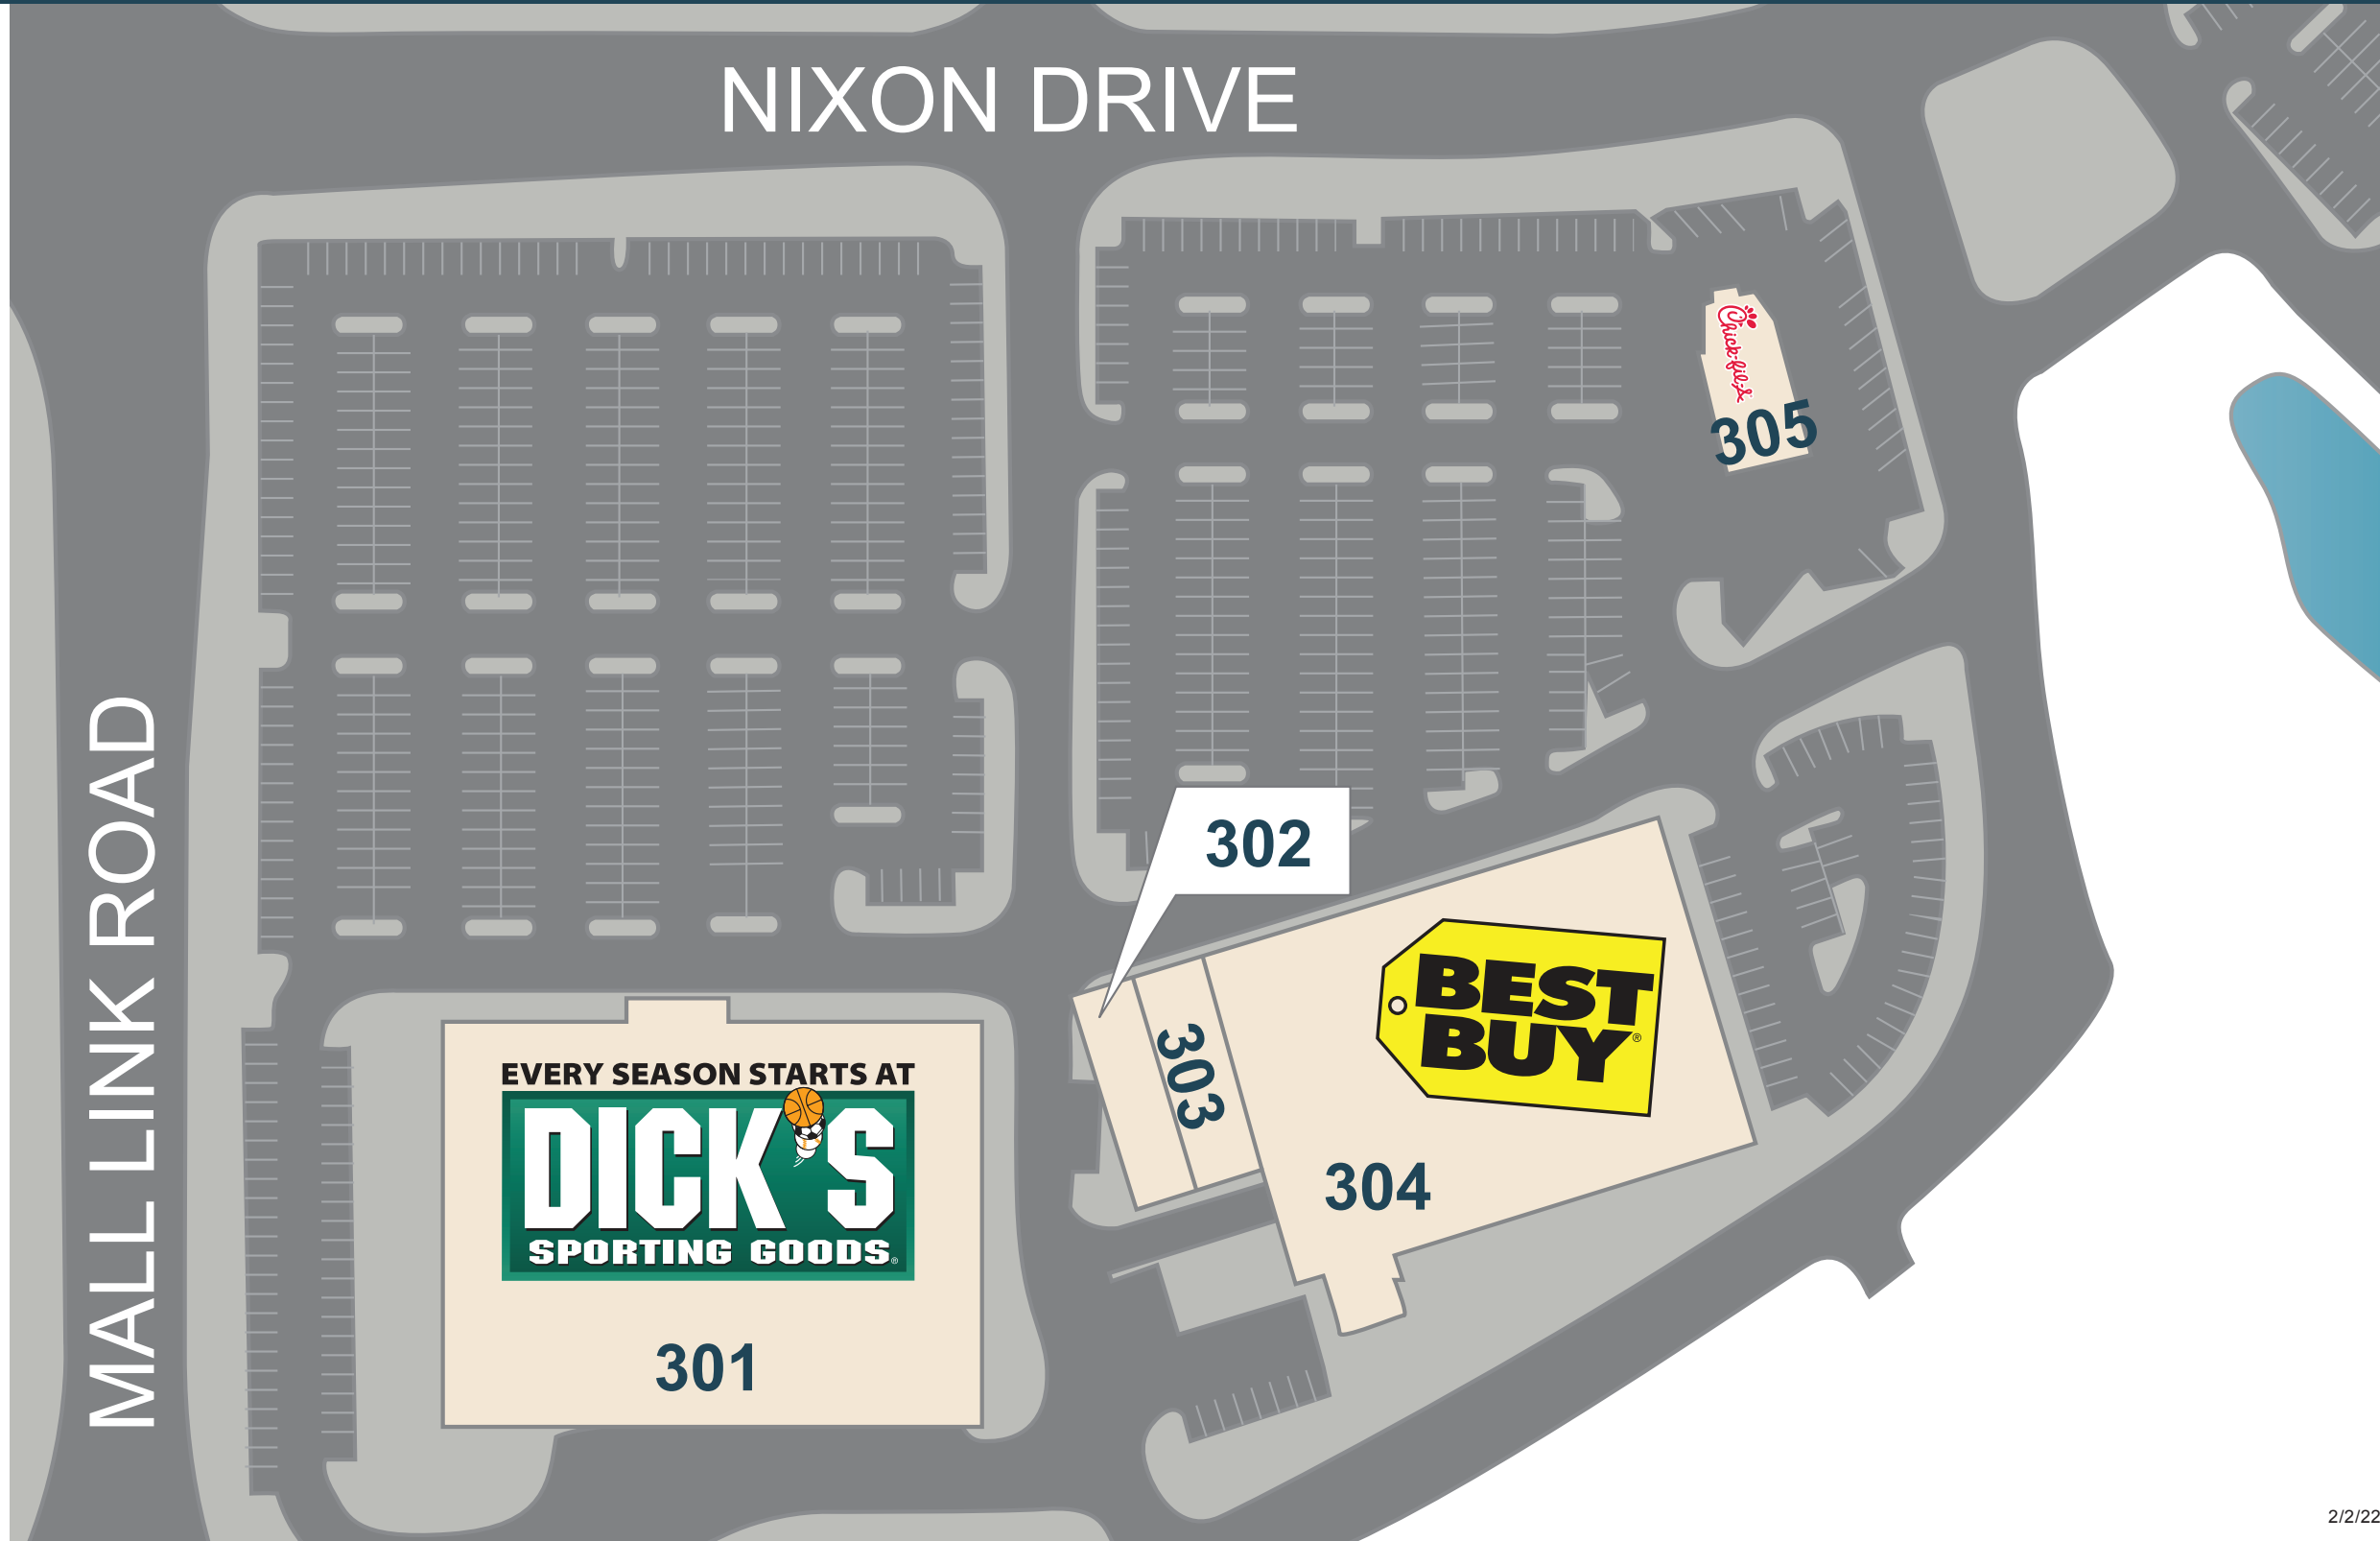 NIXON DRIVE
Chick-fil-A
305
MALL LINK ROAD
302
BEST
BUY®
303
304
EVERY SEASON STARTS AT
DICK'S
SPORTING GOODS®
301
2/2/22